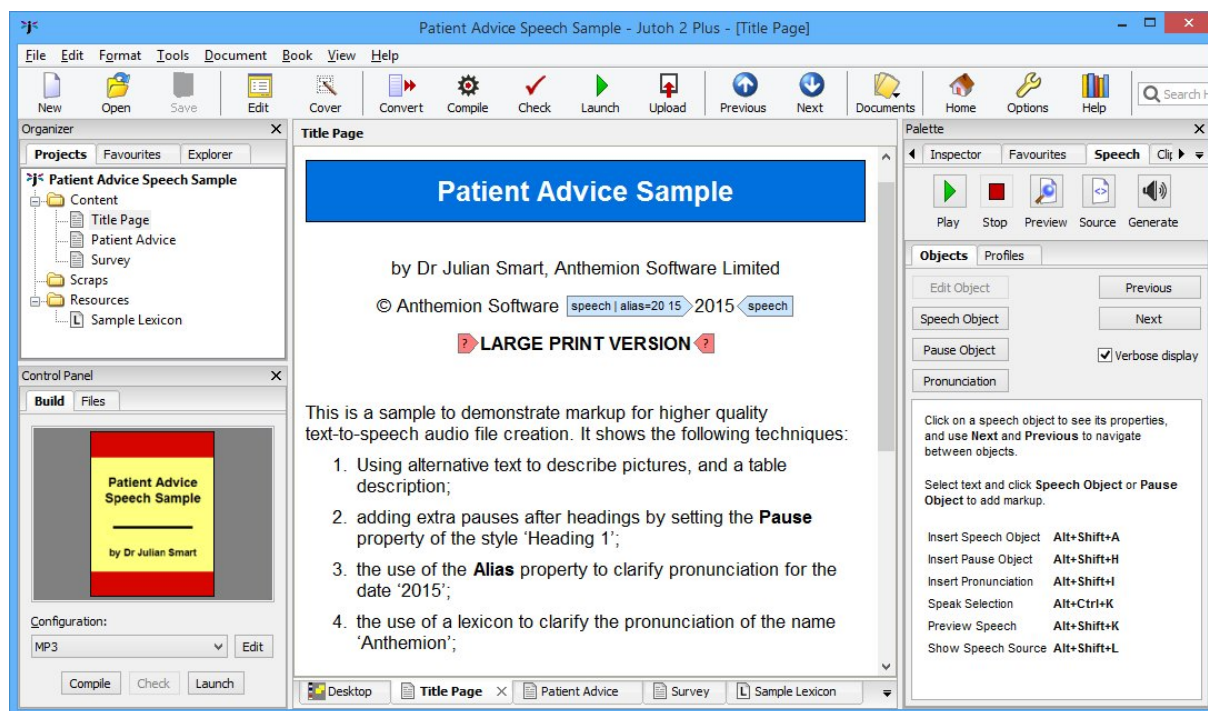 Patient Advice Speech Sample - Jutoh 2 Plus - [Title Page]
File Edit Format Tools Document Book View Help
New Open Save Edit Cover Convert Compile Check Launch Upload Previous Next Documents Home Options Help Search H
Organizer
Projects Favourites Explorer
Patient Advice Speech Sample
Content
Title Page
Patient Advice
Survey
Scraps
Resources
L Sample Lexicon
Control Panel
Build Files
Patient Advice
Speech Sample
by Dr Julian Smart
Configuration:
MP3 Edit
Compile Check Launch
Title Page
Patient Advice Sample
by Dr Julian Smart, Anthemion Software Limited
© Anthemion Software speech | alias=20 15 2015 speech
? LARGE PRINT VERSION ?
This is a sample to demonstrate markup for higher quality
text-to-speech audio file creation. It shows the following techniques:
1. Using alternative text to describe pictures, and a table
description;
2. adding extra pauses after headings by setting the Pause
property of the style ‘Heading 1’;
3. the use of the Alias property to clarify pronunciation for the
date ‘2015’;
4. the use of a lexicon to clarify the pronunciation of the name
‘Anthemion’;
Desktop Title Page Patient Advice Survey L Sample Lexicon
Palette
Inspector Favourites Speech Cli
Play Stop Preview Source Generate
Objects Profiles
Edit Object Previous
Speech Object Next
Pause Object Verbose display
Pronunciation
Click on a speech object to see its properties,
and use Next and Previous to navigate
between objects.
Select text and click Speech Object or Pause
Object to add markup.
Insert Speech Object Alt+Shift+A
Insert Pause Object Alt+Shift+H
Insert Pronunciation Alt+Shift+I
Speak Selection Alt+Ctrl+K
Preview Speech Alt+Shift+K
Show Speech Source Alt+Shift+L